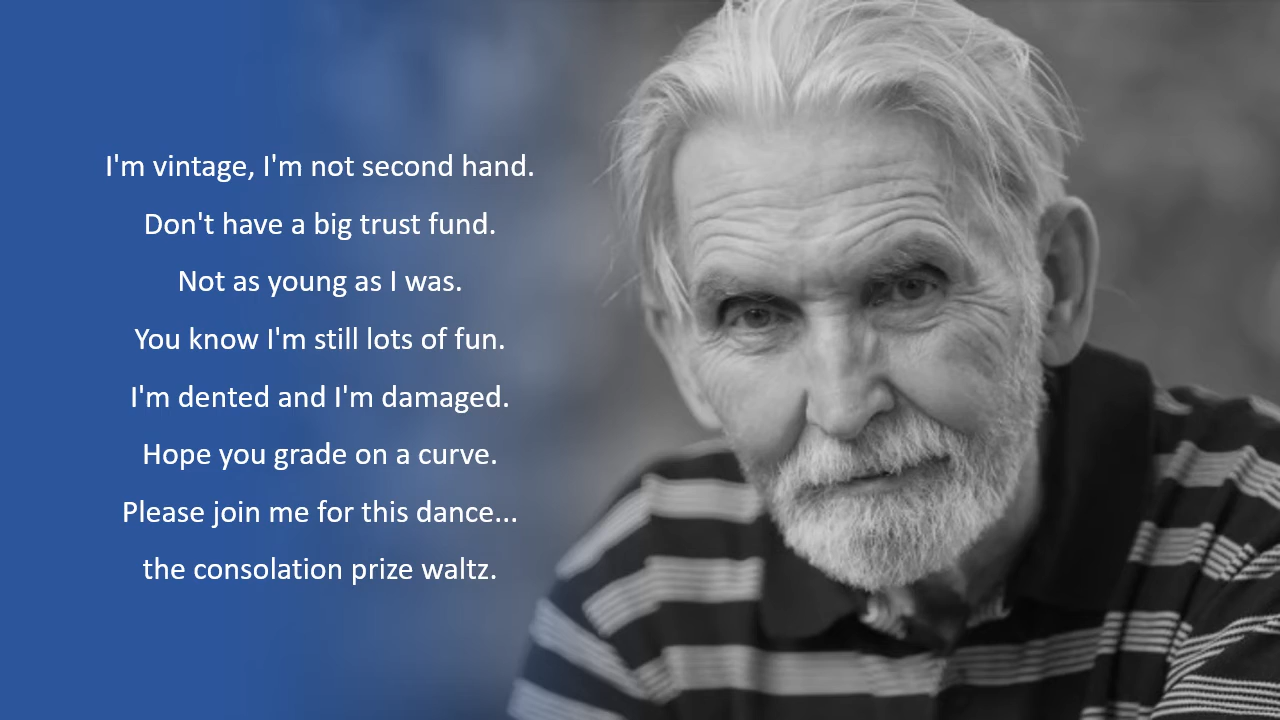 I'm vintage, I'm not second hand.
Don't have a big trust fund.
Not as young as I was.
You know I'm still lots of fun.
I'm dented and I'm damaged.
Hope you grade on a curve.
Please join me for this dance...
the consolation prize waltz.